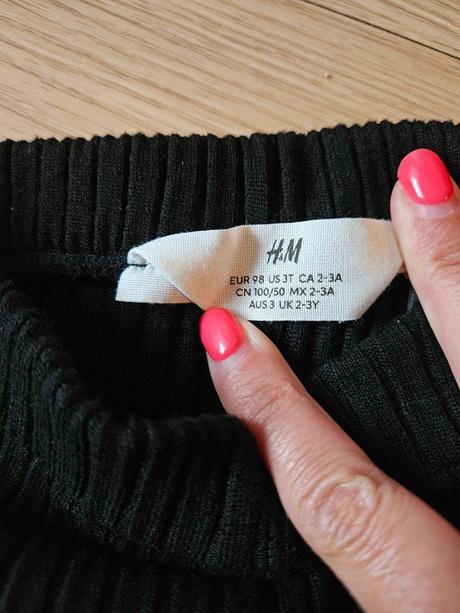 H&M
EUR 98 US 3T CA 2-3A
CN 100/50 MX 2-3A
AUS 3 UK 2-3Y